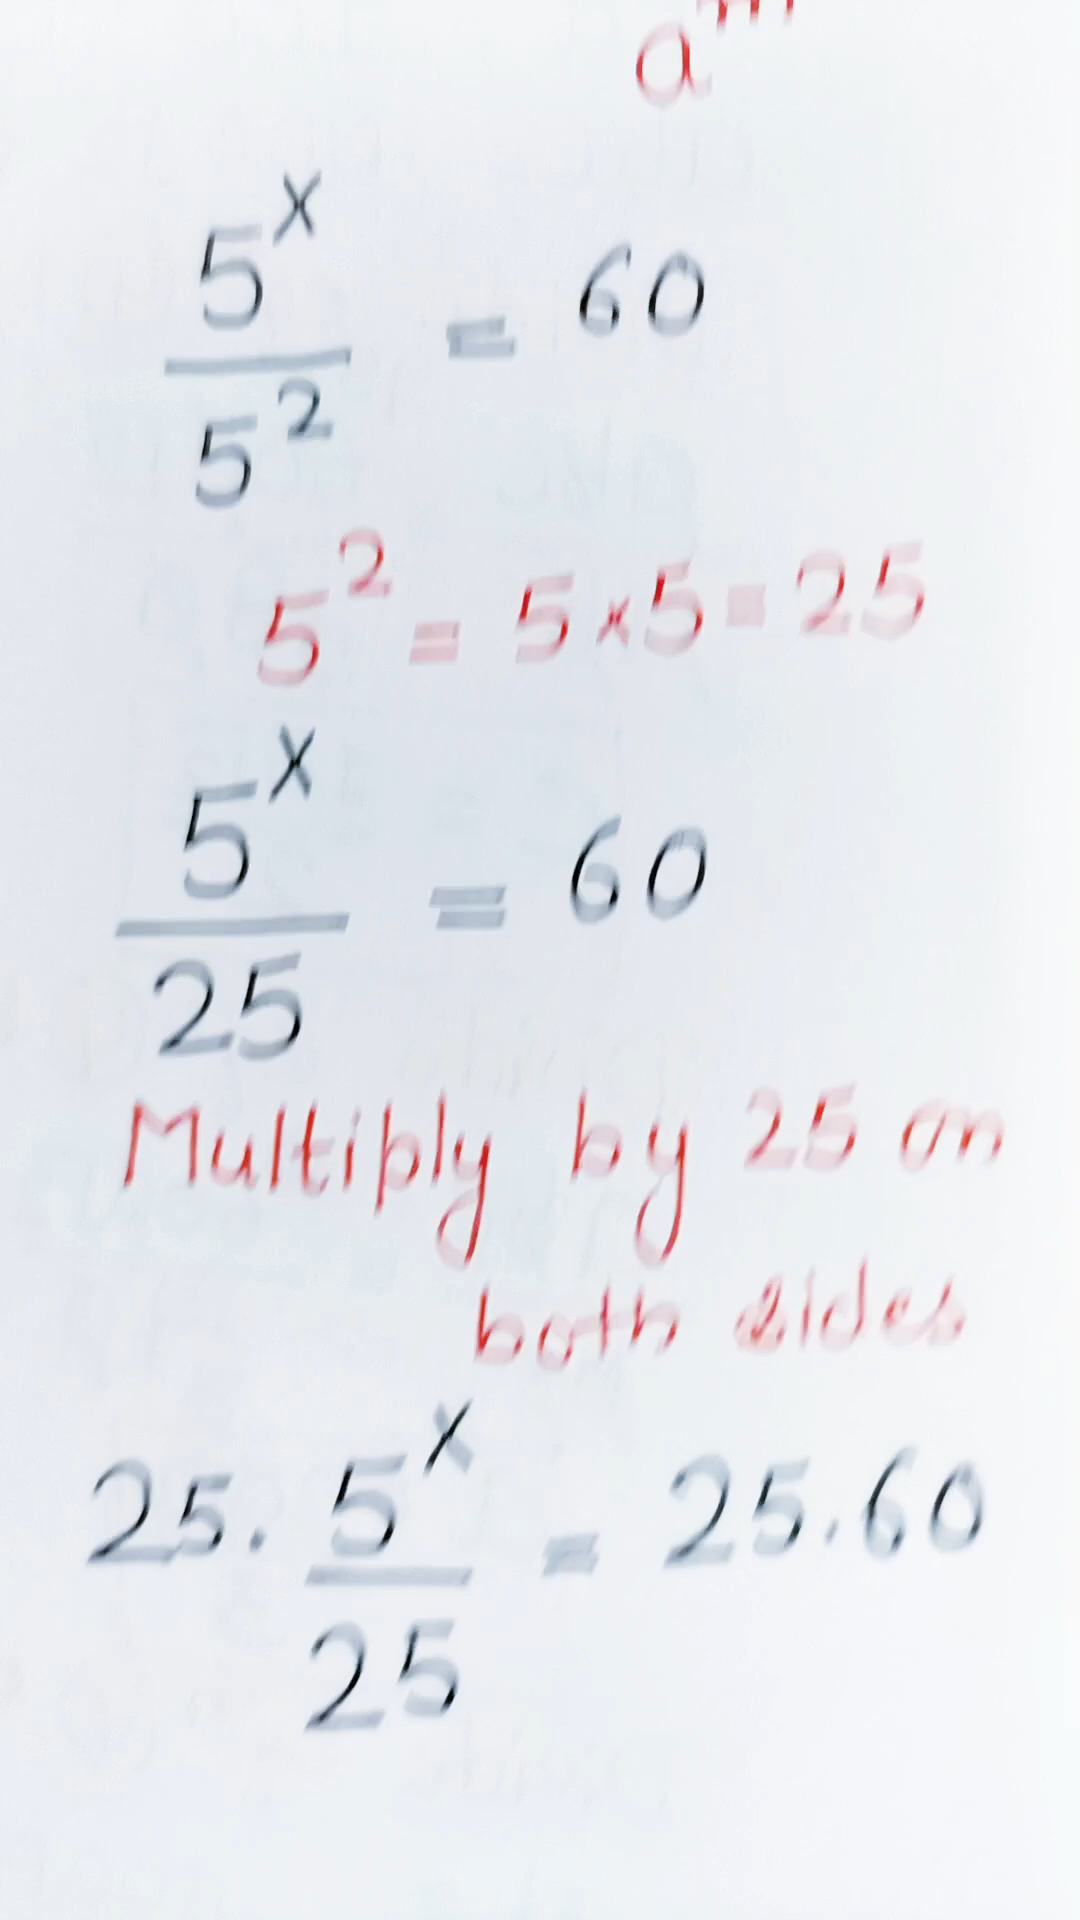 a^m
5^x / 5^2 = 60
5^2 = 5 × 5 = 25
5^x / 25 = 60
Multiply by 25 on
both sides
25 . 5^x / 25 = 25 . 60